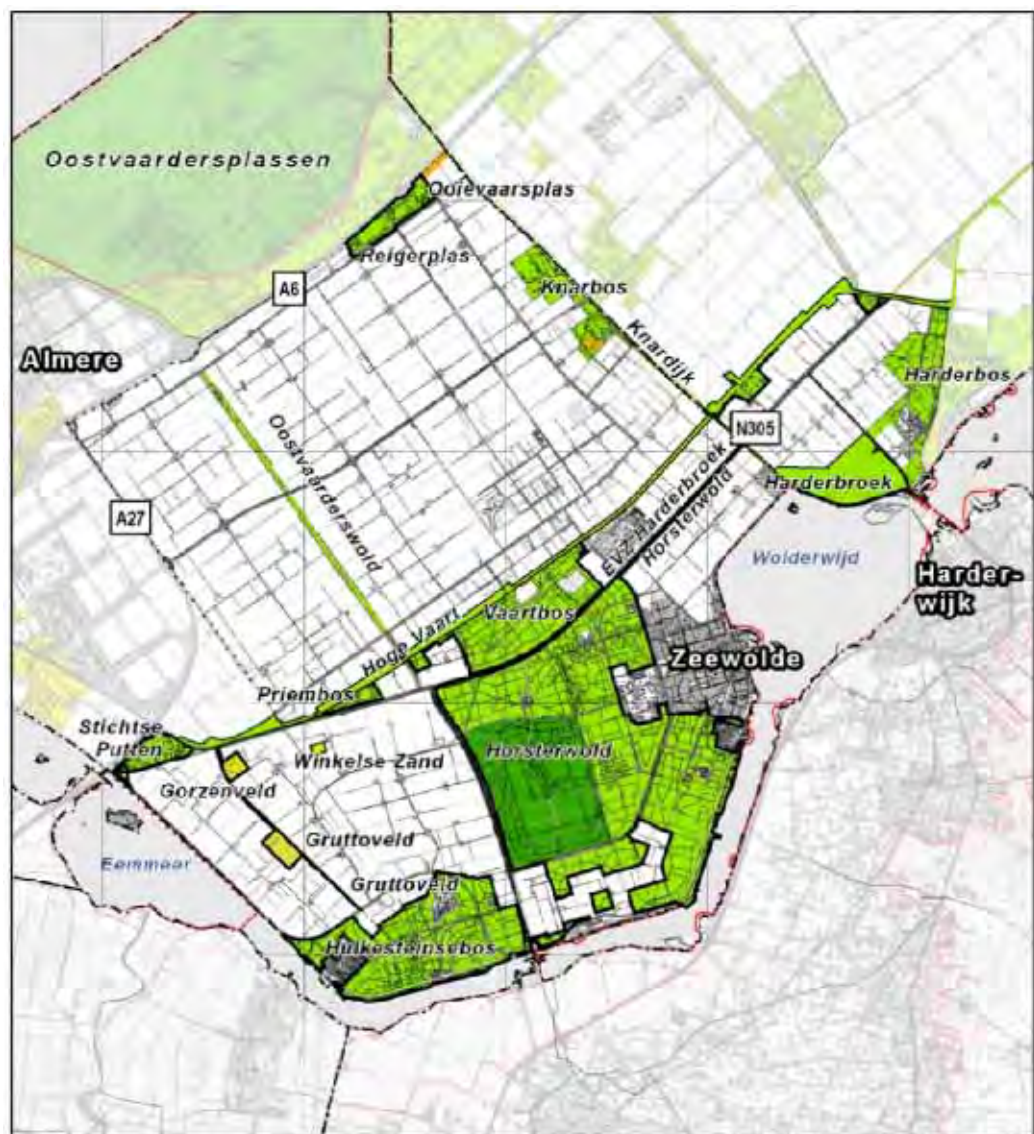 Oostvaardersplassen
Ooievaarsplas
Reigerplas
A6
Knarbos
Knardijk
Almere
Harderbos
N305
Oostvaarderswold
Harderbroek
A27
EVZ Harderbroek
Horsterwold
Wolderwijd
Harder-
wijk
Vaartbos
Hoge Vaart
Zeewolde
Priembos
Stichtse
Putten
Horsterwold
Winkelse Zand
Gorzenveld
Gruttoveld
Eemmeer
Gruttoveld
Hulkesteinsebos